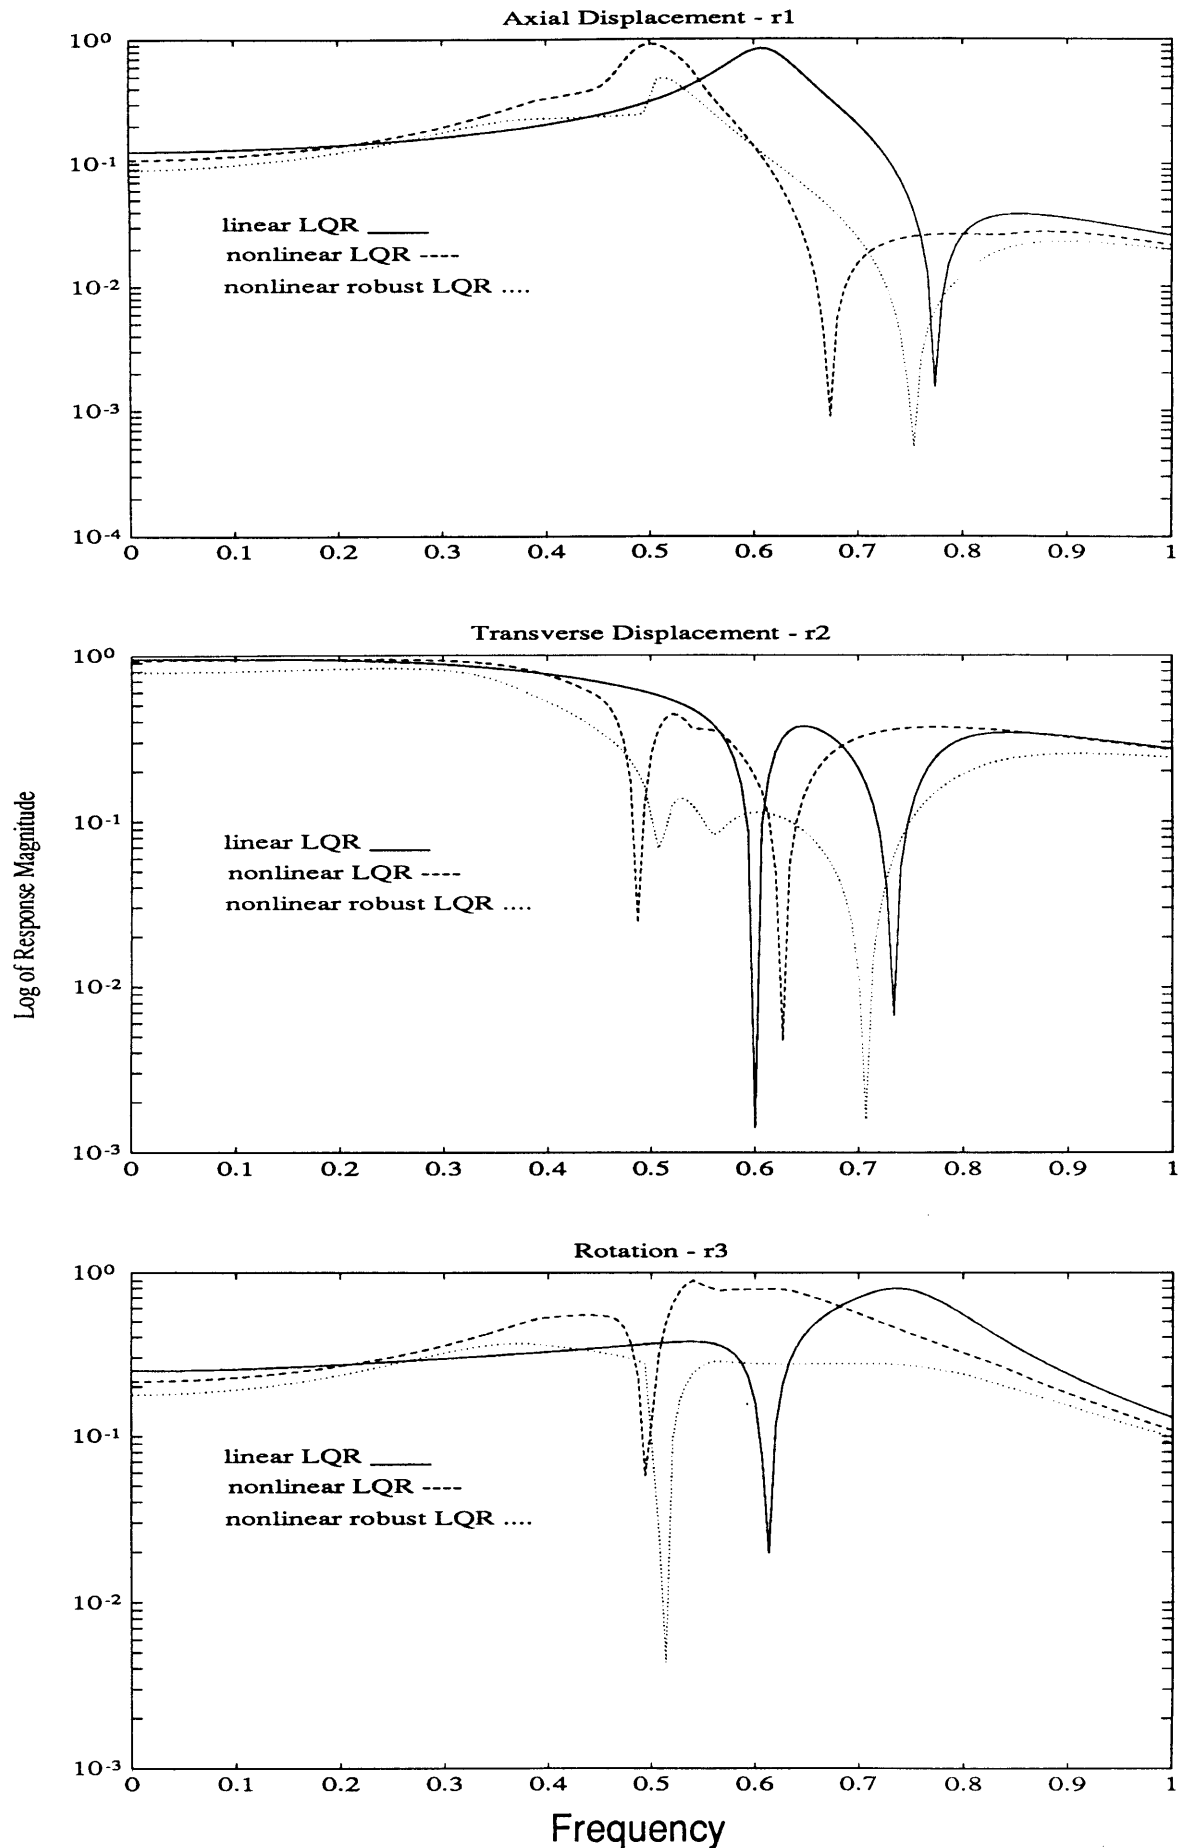 Axial Displacement - r1
10⁰
10⁻¹
10⁻²
10⁻³
10⁻⁴
linear LQR ____
nonlinear LQR ----
nonlinear robust LQR ....
0 0.1 0.2 0.3 0.4 0.5 0.6 0.7 0.8 0.9 1
Transverse Displacement - r2
Log of Response Magnitude
10⁰
10⁻¹
10⁻²
10⁻³
linear LQR ____
nonlinear LQR ----
nonlinear robust LQR ....
0 0.1 0.2 0.3 0.4 0.5 0.6 0.7 0.8 0.9 1
Rotation - r3
10⁰
10⁻¹
10⁻²
10⁻³
linear LQR ____
nonlinear LQR ----
nonlinear robust LQR ....
0 0.1 0.2 0.3 0.4 0.5 0.6 0.7 0.8 0.9 1
Frequency